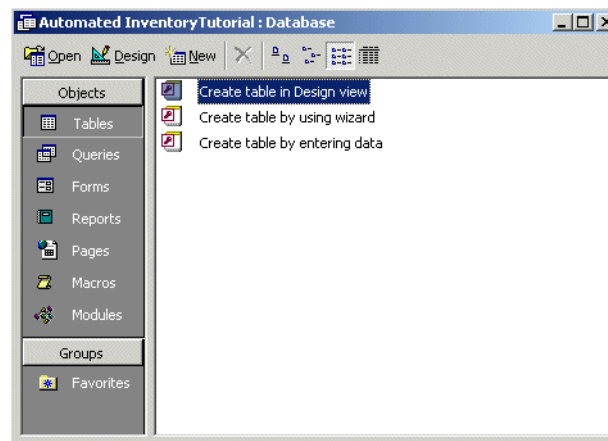 Automated InventoryTutorial : Database
Open Design New
Objects
Tables
Queries
Forms
Reports
Pages
Macros
Modules
Groups
Favorites
Create table in Design view
Create table by using wizard
Create table by entering data